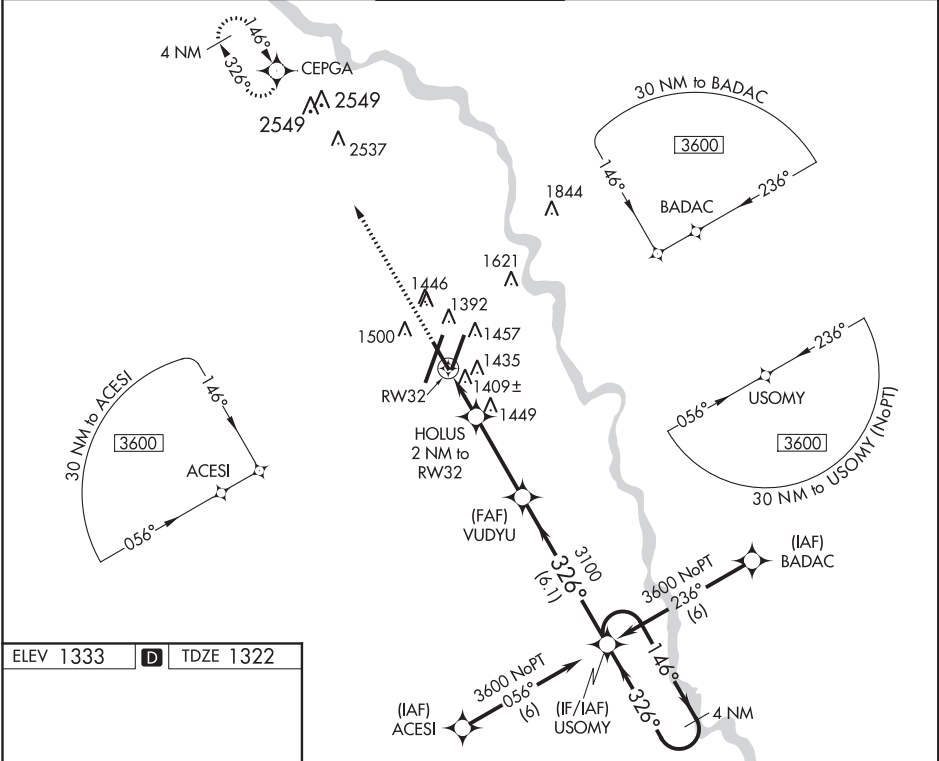 4 NM
146°
326°
CEPGA
2549
2549
2537
30 NM to BADAC
3600
146°
236°
BADAC
1844
1621
1446
1392
1500
1457
1435
RW32
1409±
1449
HOLUS
2 NM to
RW32
30 NM to ACESI
146°
3600
ACESI
056°
236°
056°
USOMY
3600
30 NM to USOMY (NoPT)
(FAF)
VUDYU
3100
326°
(6.1)
(IAF)
BADAC
3600 NoPT
236°
(6)
146°
326°
4 NM
3600 NoPT
056°
(6)
(IAF)
ACESI
(IF/IAF)
USOMY
ELEV 1333 D TDZE 1322